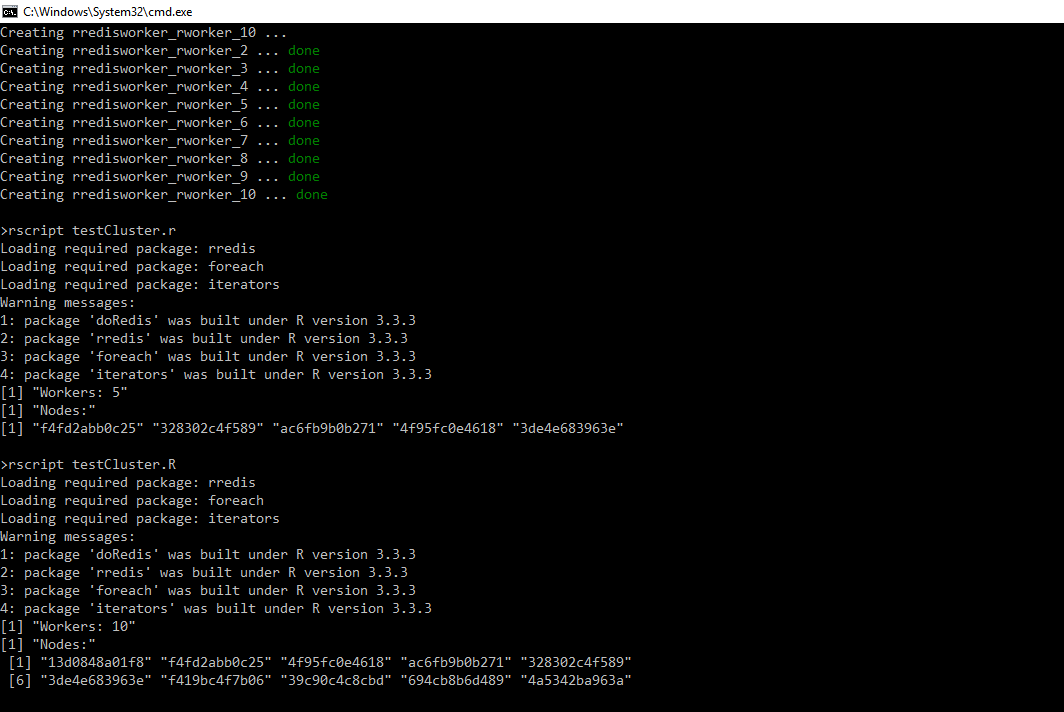 C:\Windows\System32\cmd.exe
Creating rredisworker_rworker_10 ...
Creating rredisworker_rworker_2 ... done
Creating rredisworker_rworker_3 ... done
Creating rredisworker_rworker_4 ... done
Creating rredisworker_rworker_5 ... done
Creating rredisworker_rworker_6 ... done
Creating rredisworker_rworker_7 ... done
Creating rredisworker_rworker_8 ... done
Creating rredisworker_rworker_9 ... done
Creating rredisworker_rworker_10 ... done
>rscript testCluster.r
Loading required package: rredis
Loading required package: foreach
Loading required package: iterators
Warning messages:
1: package 'doRedis' was built under R version 3.3.3
2: package 'rredis' was built under R version 3.3.3
3: package 'foreach' was built under R version 3.3.3
4: package 'iterators' was built under R version 3.3.3
[1] "Workers: 5"
[1] "Nodes:"
[1] "f4fd2abb0c25" "328302c4f589" "ac6fb9b0b271" "4f95fc0e4618" "3de4e683963e"
>rscript testCluster.R
Loading required package: rredis
Loading required package: foreach
Loading required package: iterators
Warning messages:
1: package 'doRedis' was built under R version 3.3.3
2: package 'rredis' was built under R version 3.3.3
3: package 'foreach' was built under R version 3.3.3
4: package 'iterators' was built under R version 3.3.3
[1] "Workers: 10"
[1] "Nodes:"
[1] "13d0848a01f8" "f4fd2abb0c25" "4f95fc0e4618" "ac6fb9b0b271" "328302c4f589"
[6] "3de4e683963e" "f419bc4f7b06" "39c90c4c8cbd" "694cb8b6d489" "4a5342ba963a"